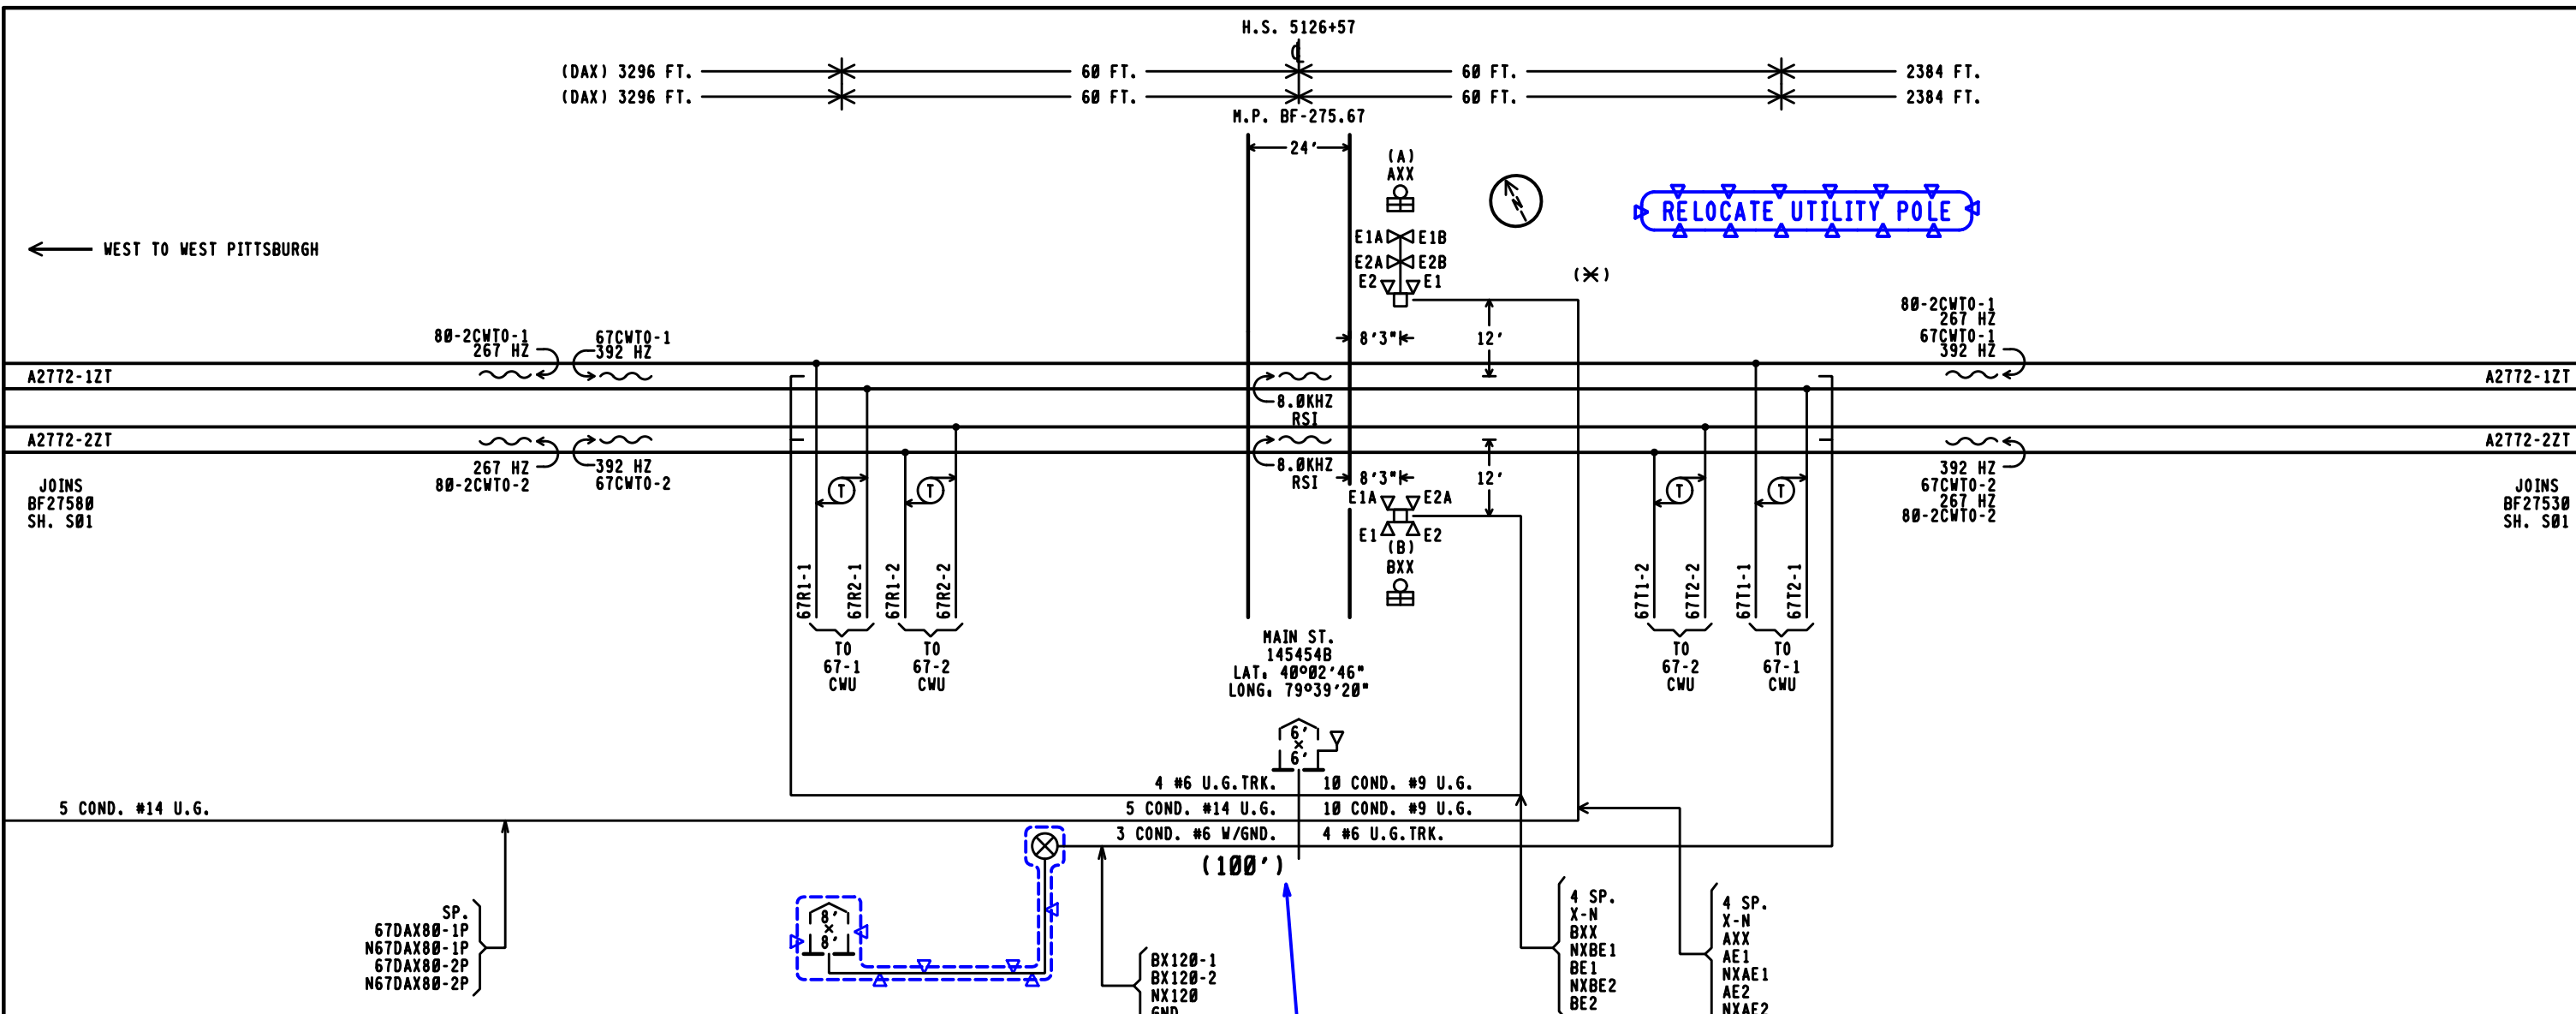 H.S. 5126+57
(DAX) 3296 FT. 60 FT. 60 FT. 2384 FT.
(DAX) 3296 FT. 60 FT. 60 FT. 2384 FT.
M.P. BF-275.67
24'
(A)
AXX
N
RELOCATE UTILITY POLE
WEST TO WEST PITTSBURGH
E1A E1B
E2A E2B
E2 E1
80-2CWTO-1
267 HZ
67CWTO-1
392 HZ
8'3"
12'
80-2CWTO-1
267 HZ
67CWTO-1
392 HZ
A2772-1ZT
A2772-1ZT
8.0KHZ
RSI
A2772-2ZT
A2772-2ZT
267 HZ
80-2CWTO-2
392 HZ
67CWTO-2
8.0KHZ
RSI
8'3"
12'
392 HZ
67CWTO-2
267 HZ
80-2CWTO-2
JOINS
BF27580
SH. S01
JOINS
BF27530
SH. S01
T T T T
E1A E2A
E1 E2
(B)
BXX
67R1-1
67R2-1
67R1-2
67R2-2
67T1-2
67T2-2
67T1-1
67T2-1
TO
67-1
CWU
TO
67-2
CWU
MAIN ST.
145454B
LAT. 40°02'46"
LONG. 79°39'20"
TO
67-2
CWU
TO
67-1
CWU
6'
×
6'
4 #6 U.G.TRK. 10 COND. #9 U.G.
5 COND. #14 U.G. 5 COND. #14 U.G. 10 COND. #9 U.G.
3 COND. #6 W/GND. 4 #6 U.G.TRK.
(100')
SP.
67DAX80-1P
N67DAX80-1P
67DAX80-2P
N67DAX80-2P
8'
×
8'
BX120-1
BX120-2
NX120
GND
4 SP.
X-N
BXX
NXBE1
BE1
NXBE2
BE2
4 SP.
X-N
AXX
AE1
NXAE1
AE2
NXAE2